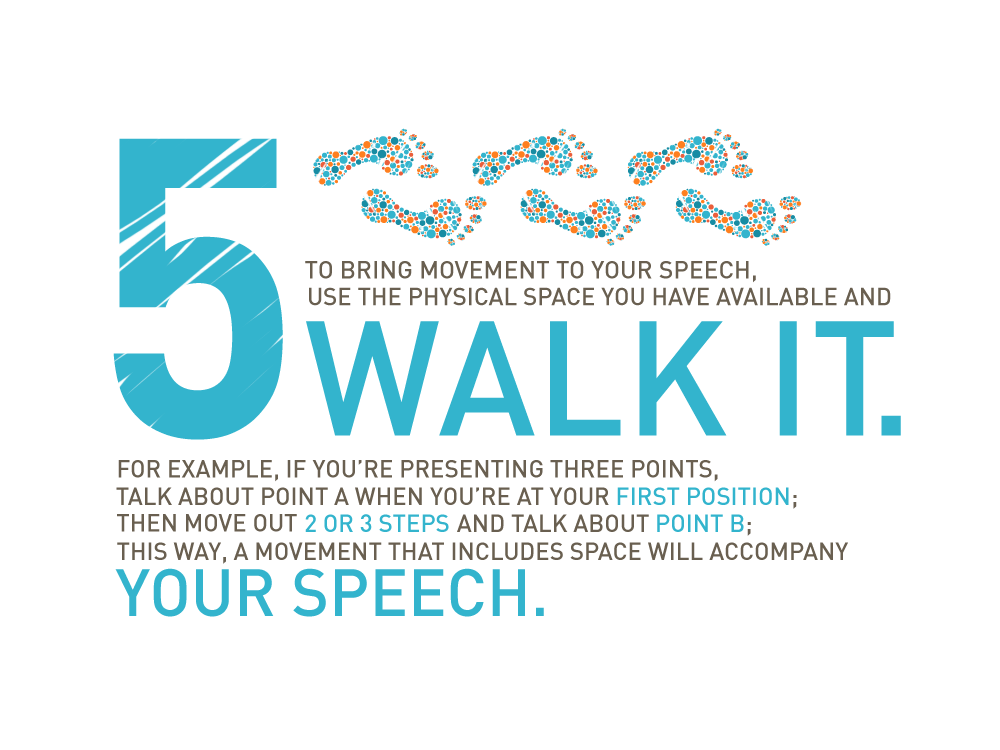 5
TO BRING MOVEMENT TO YOUR SPEECH,
USE THE PHYSICAL SPACE YOU HAVE AVAILABLE AND
WALK IT.
FOR EXAMPLE, IF YOU'RE PRESENTING THREE POINTS,
TALK ABOUT POINT A WHEN YOU'RE AT YOUR FIRST POSITION;
THEN MOVE OUT 2 OR 3 STEPS AND TALK ABOUT POINT B;
THIS WAY, A MOVEMENT THAT INCLUDES SPACE WILL ACCOMPANY
YOUR SPEECH.